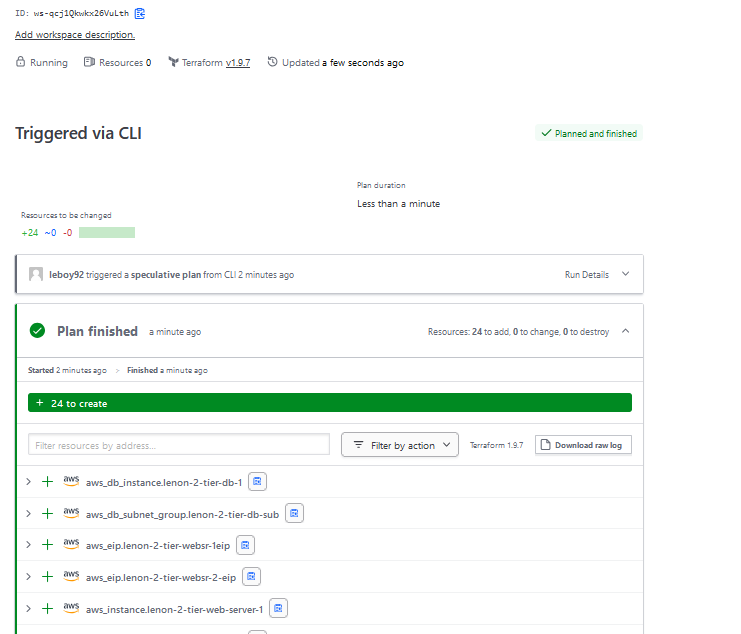 ID: ws-qcj1Qkwkx26VuLth
Add workspace description.
Running Resources 0 Terraform v1.9.7 Updated a few seconds ago
Triggered via CLI
Planned and finished
Plan duration
Less than a minute
Resources to be changed
+24 ~0 -0
leboy92 triggered a speculative plan from CLI 2 minutes ago Run Details
Plan finished a minute ago Resources: 24 to add, 0 to change, 0 to destroy
Started 2 minutes ago > Finished a minute ago
+ 24 to create
Filter resources by address... Filter by action Terraform 1.9.7 Download raw log
aws aws_db_instance.lenon-2-tier-db-1
aws aws_db_subnet_group.lenon-2-tier-db-sub
aws aws_eip.lenon-2-tier-websr-1eip
aws aws_eip.lenon-2-tier-websr-2-eip
aws aws_instance.lenon-2-tier-web-server-1